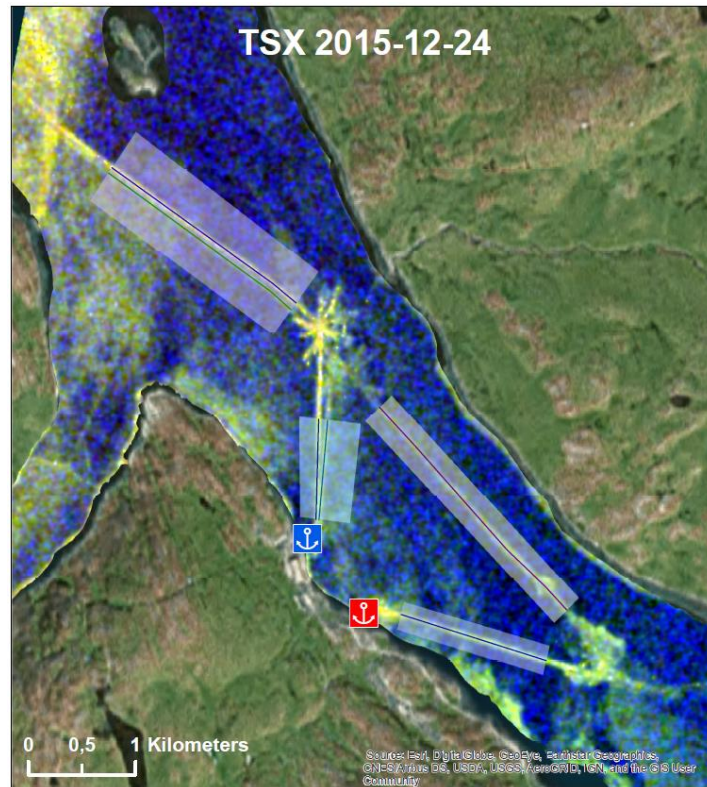 TSX 2015-12-24
0 0,5 1 Kilometers
Source: Esri, DigitalGlobe, GeoEye, Earthstar Geographics,
CNES/Airbus DS, USDA, USGS, AeroGRID, IGN, and the GIS User
Community